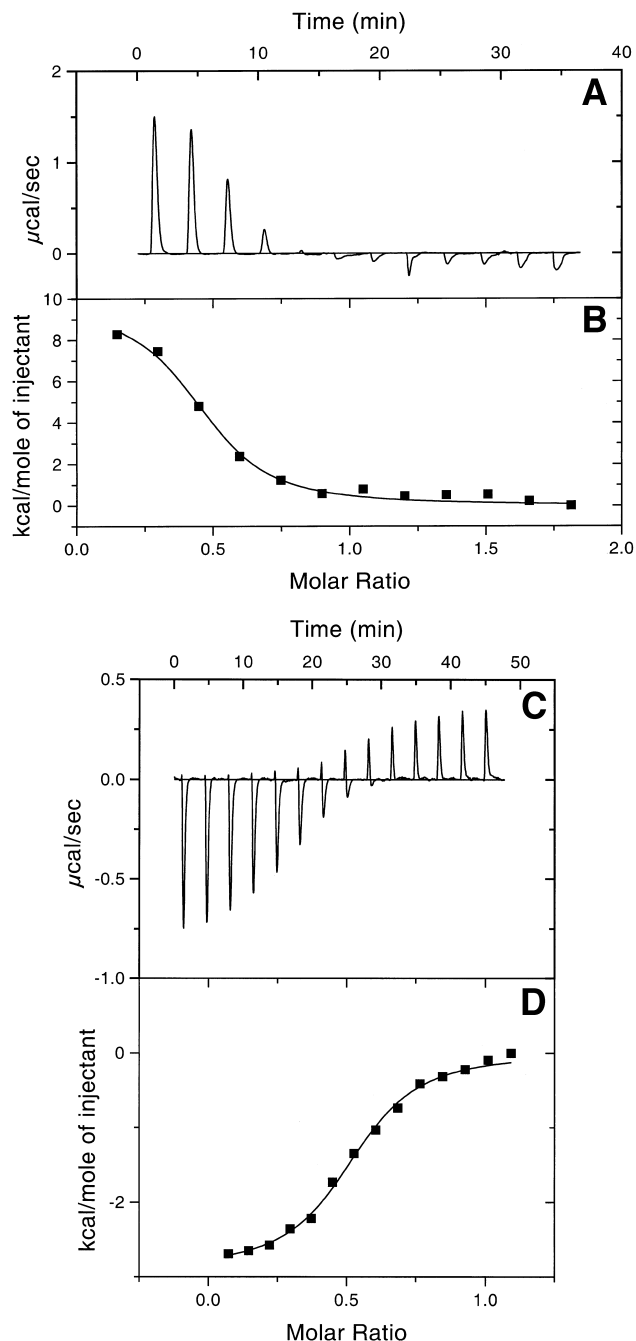 Time (min)
0 10 20 30 40
A
2
1
0
µcal/sec
B
10
8
6
4
2
0
kcal/mole of injectant
0.0 0.5 1.0 1.5 2.0
Molar Ratio
Time (min)
0 10 20 30 40 50
C
0.5
0.0
-0.5
-1.0
µcal/sec
D
0
-2
kcal/mole of injectant
0.0 0.5 1.0
Molar Ratio